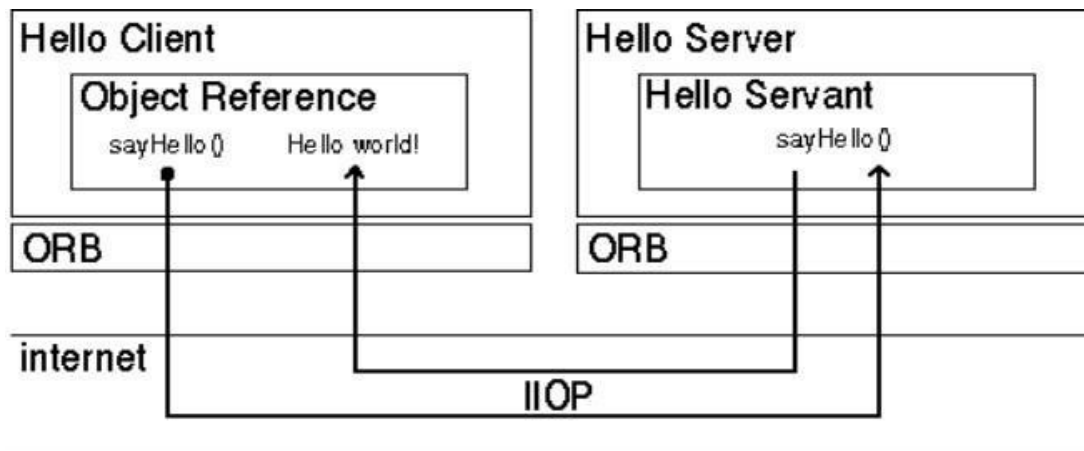 Hello Client
Object Reference
sayHello()
Hello world!
ORB
Hello Server
Hello Servant
sayHello()
ORB
internet
IIOP